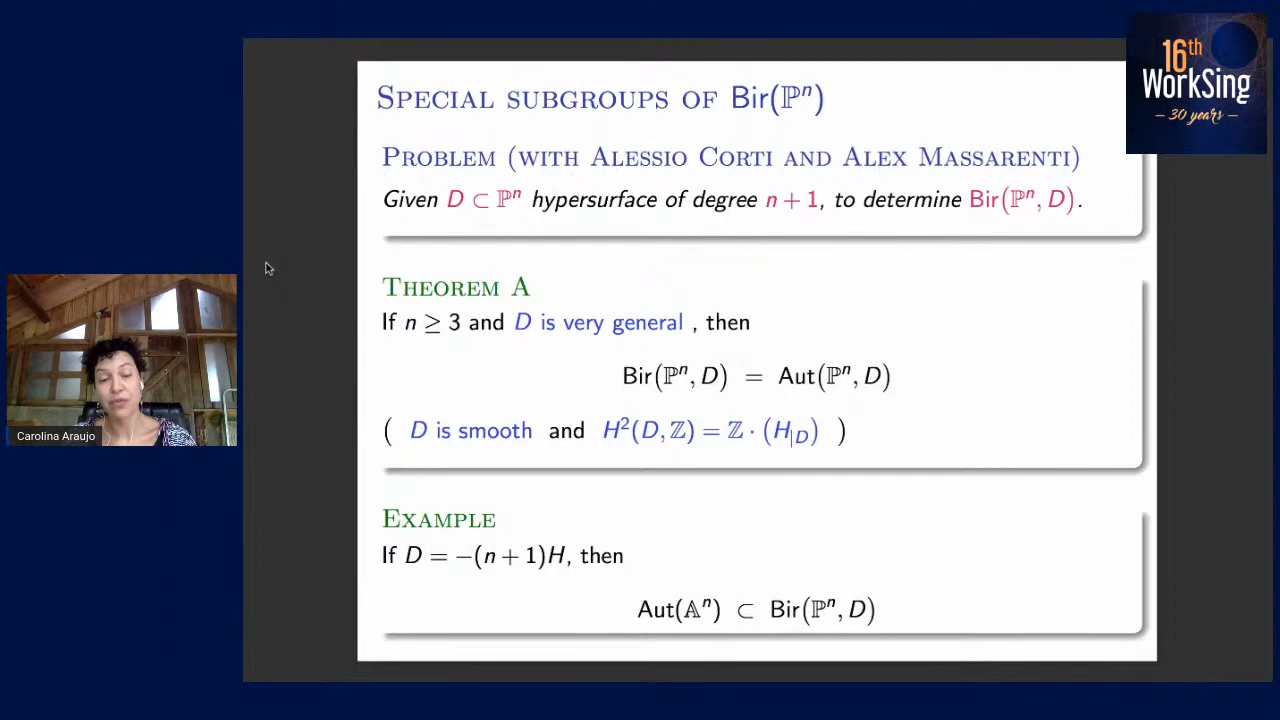 SPECIAL SUBGROUPS OF Bir(ℙⁿ)
PROBLEM (WITH ALESSIO CORTI AND ALEX MASSARENTI)
Given D ⊂ ℙⁿ hypersurface of degree n + 1, to determine Bir(ℙⁿ, D).
THEOREM A
If n ≥ 3 and D is very general , then
Bir(ℙⁿ, D) = Aut(ℙⁿ, D)
( D is smooth and H²(D, ℤ) = ℤ · (H|D) )
EXAMPLE
If D = −(n + 1)H, then
Aut(𝔸ⁿ) ⊂ Bir(ℙⁿ, D)
16th
WorkSing
– 30 years –
Carolina Araujo